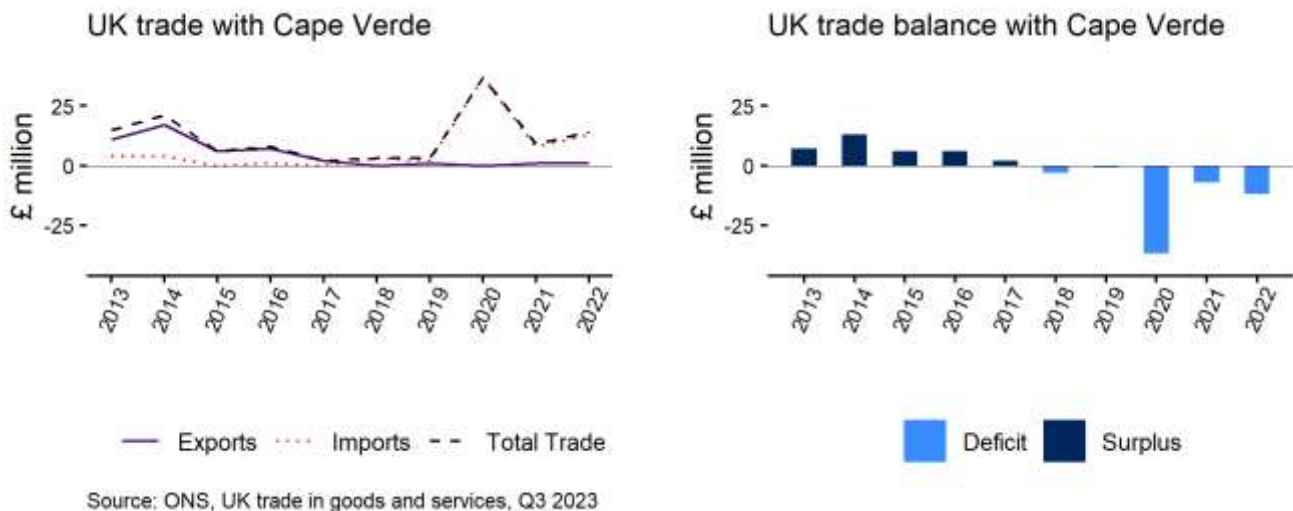 UK trade with Cape Verde
£ million
25
0
-25
2013
2014
2015
2016
2017
2018
2019
2020
2021
2022
Exports
Imports
Total Trade
Source: ONS, UK trade in goods and services, Q3 2023
UK trade balance with Cape Verde
£ million
25
0
-25
2013
2014
2015
2016
2017
2018
2019
2020
2021
2022
Deficit
Surplus